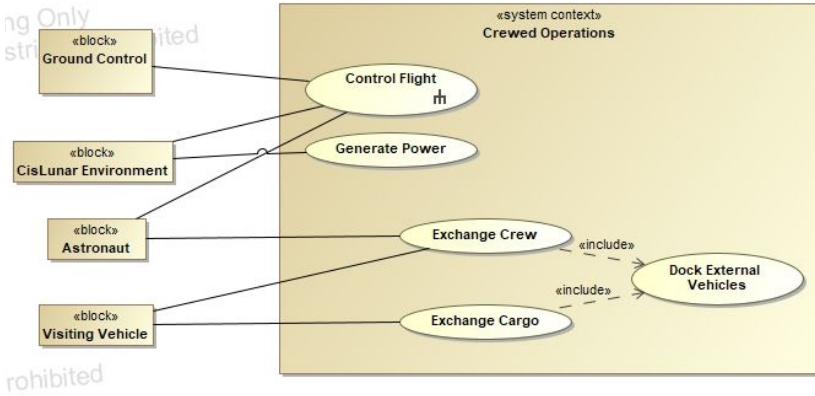 ng Only
stri
ibited
«block»
Ground Control
«system context»
Crewed Operations
Control Flight
«block»
CisLunar Environment
Generate Power
«block»
Astronaut
Exchange Crew
«include»
Dock External
Vehicles
«include»
«block»
Visiting Vehicle
Exchange Cargo
rohibited